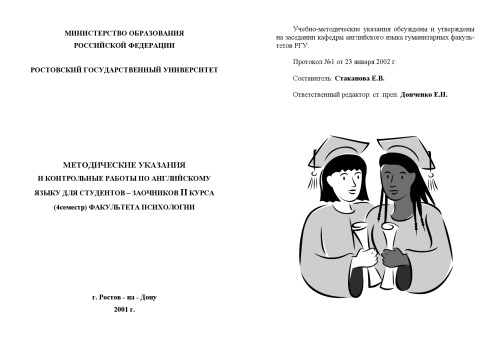 МИНИСТЕРСТВО ОБРАЗОВАНИЯ
РОССИЙСКОЙ ФЕДЕРАЦИИ
РОСТОВСКИЙ ГОСУДАРСТВЕННЫЙ УНИВЕРСИТЕТ
МЕТОДИЧЕСКИЕ УКАЗАНИЯ
И КОНТРОЛЬНЫЕ РАБОТЫ ПО АНГЛИЙСКОМУ
ЯЗЫКУ ДЛЯ СТУДЕНТОВ – ЗАОЧНИКОВ II КУРСА
(4семестр) ФАКУЛЬТЕТА ПСИХОЛОГИИ
г. Ростов - на - Дону
2001 г.
Учебно-методические указания обсуждены и утверждены
на заседании кафедры английского языка гуманитарных факуль-
тетов РГУ.
Протокол №1 от 23 января 2002 г.
Составитель: Стаканова Е.В.
Ответственный редактор: ст. преп. Донченко Е.Н.